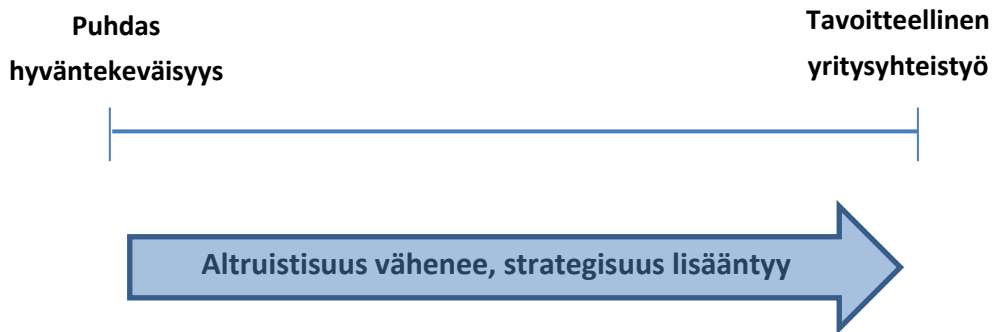 Puhdas
hyväntekeväisyys
Tavoitteellinen
yritysyhteistyö
Altruistisuus vähenee, strategisuus lisääntyy